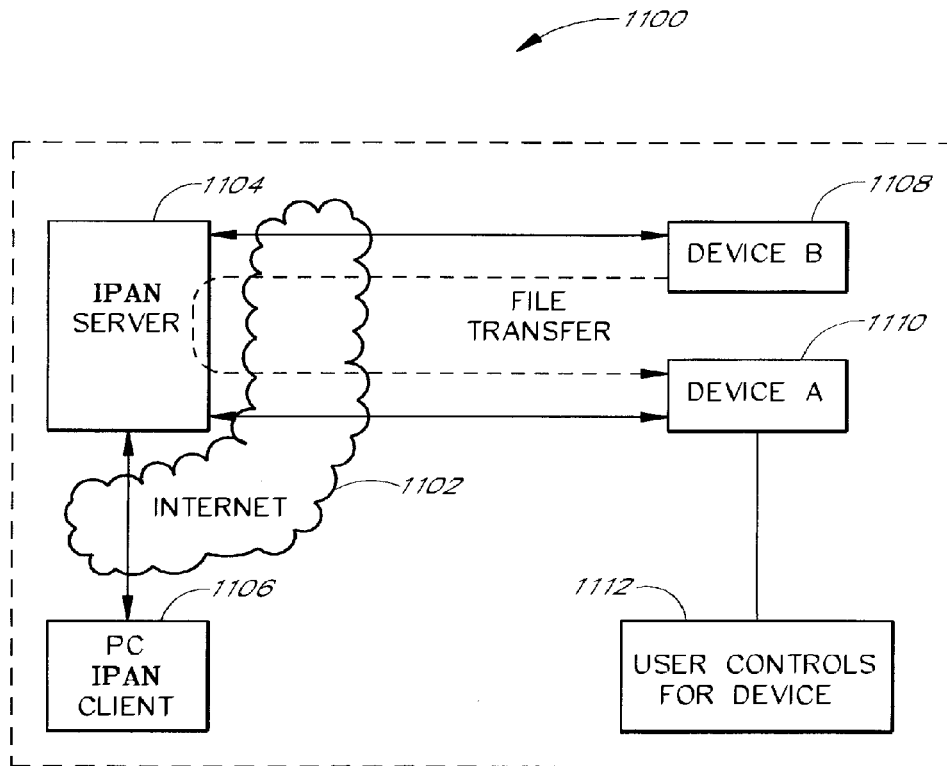 1100
1104
IPAN
SERVER
1108
DEVICE B
FILE
TRANSFER
1110
DEVICE A
INTERNET
1102
1106
PC
IPAN
CLIENT
1112
USER CONTROLS
FOR DEVICE